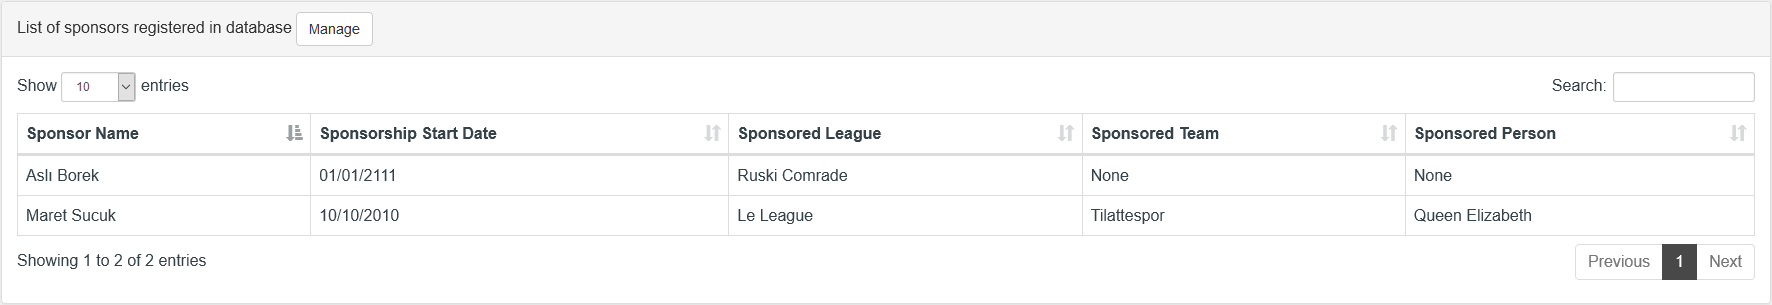 List of sponsors registered in database Manage
Show 10 entries Search:
Sponsor Name Sponsorship Start Date Sponsored League Sponsored Team Sponsored Person
Aslı Borek 01/01/2111 Ruski Comrade None None
Maret Sucuk 10/10/2010 Le League Tilattespor Queen Elizabeth
Showing 1 to 2 of 2 entries Previous 1 Next